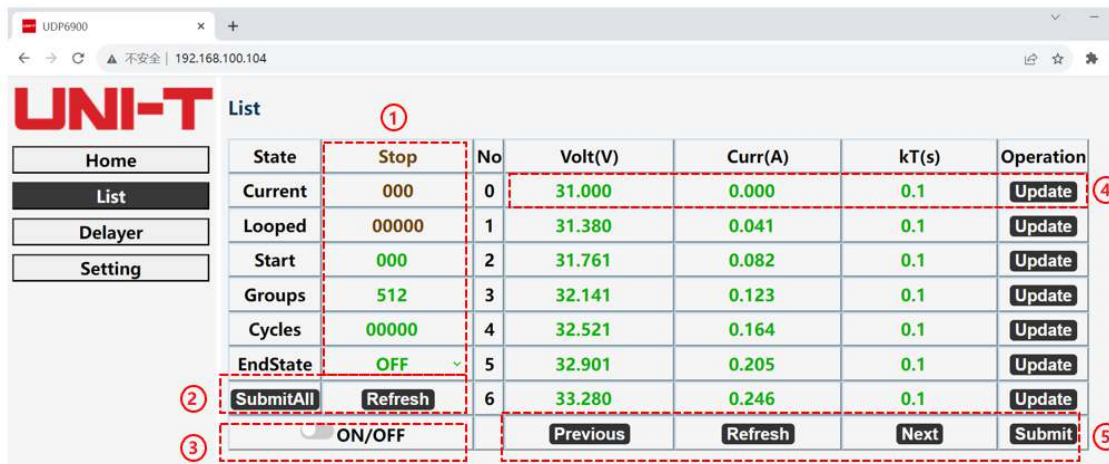 UNI-T UDP6900 × +
不安全 | 192.168.100.104
UNI-T
Home
List
Delayer
Setting
List
①
State Stop No Volt(V) Curr(A) kT(s) Operation
Current 000 0 31.000 0.000 0.1 Update ④
Looped 00000 1 31.380 0.041 0.1 Update
Start 000 2 31.761 0.082 0.1 Update
Groups 512 3 32.141 0.123 0.1 Update
Cycles 00000 4 32.521 0.164 0.1 Update
EndState OFF 5 32.901 0.205 0.1 Update
② SubmitAll Refresh 6 33.280 0.246 0.1 Update
③ ON/OFF Previous Refresh Next Submit ⑤